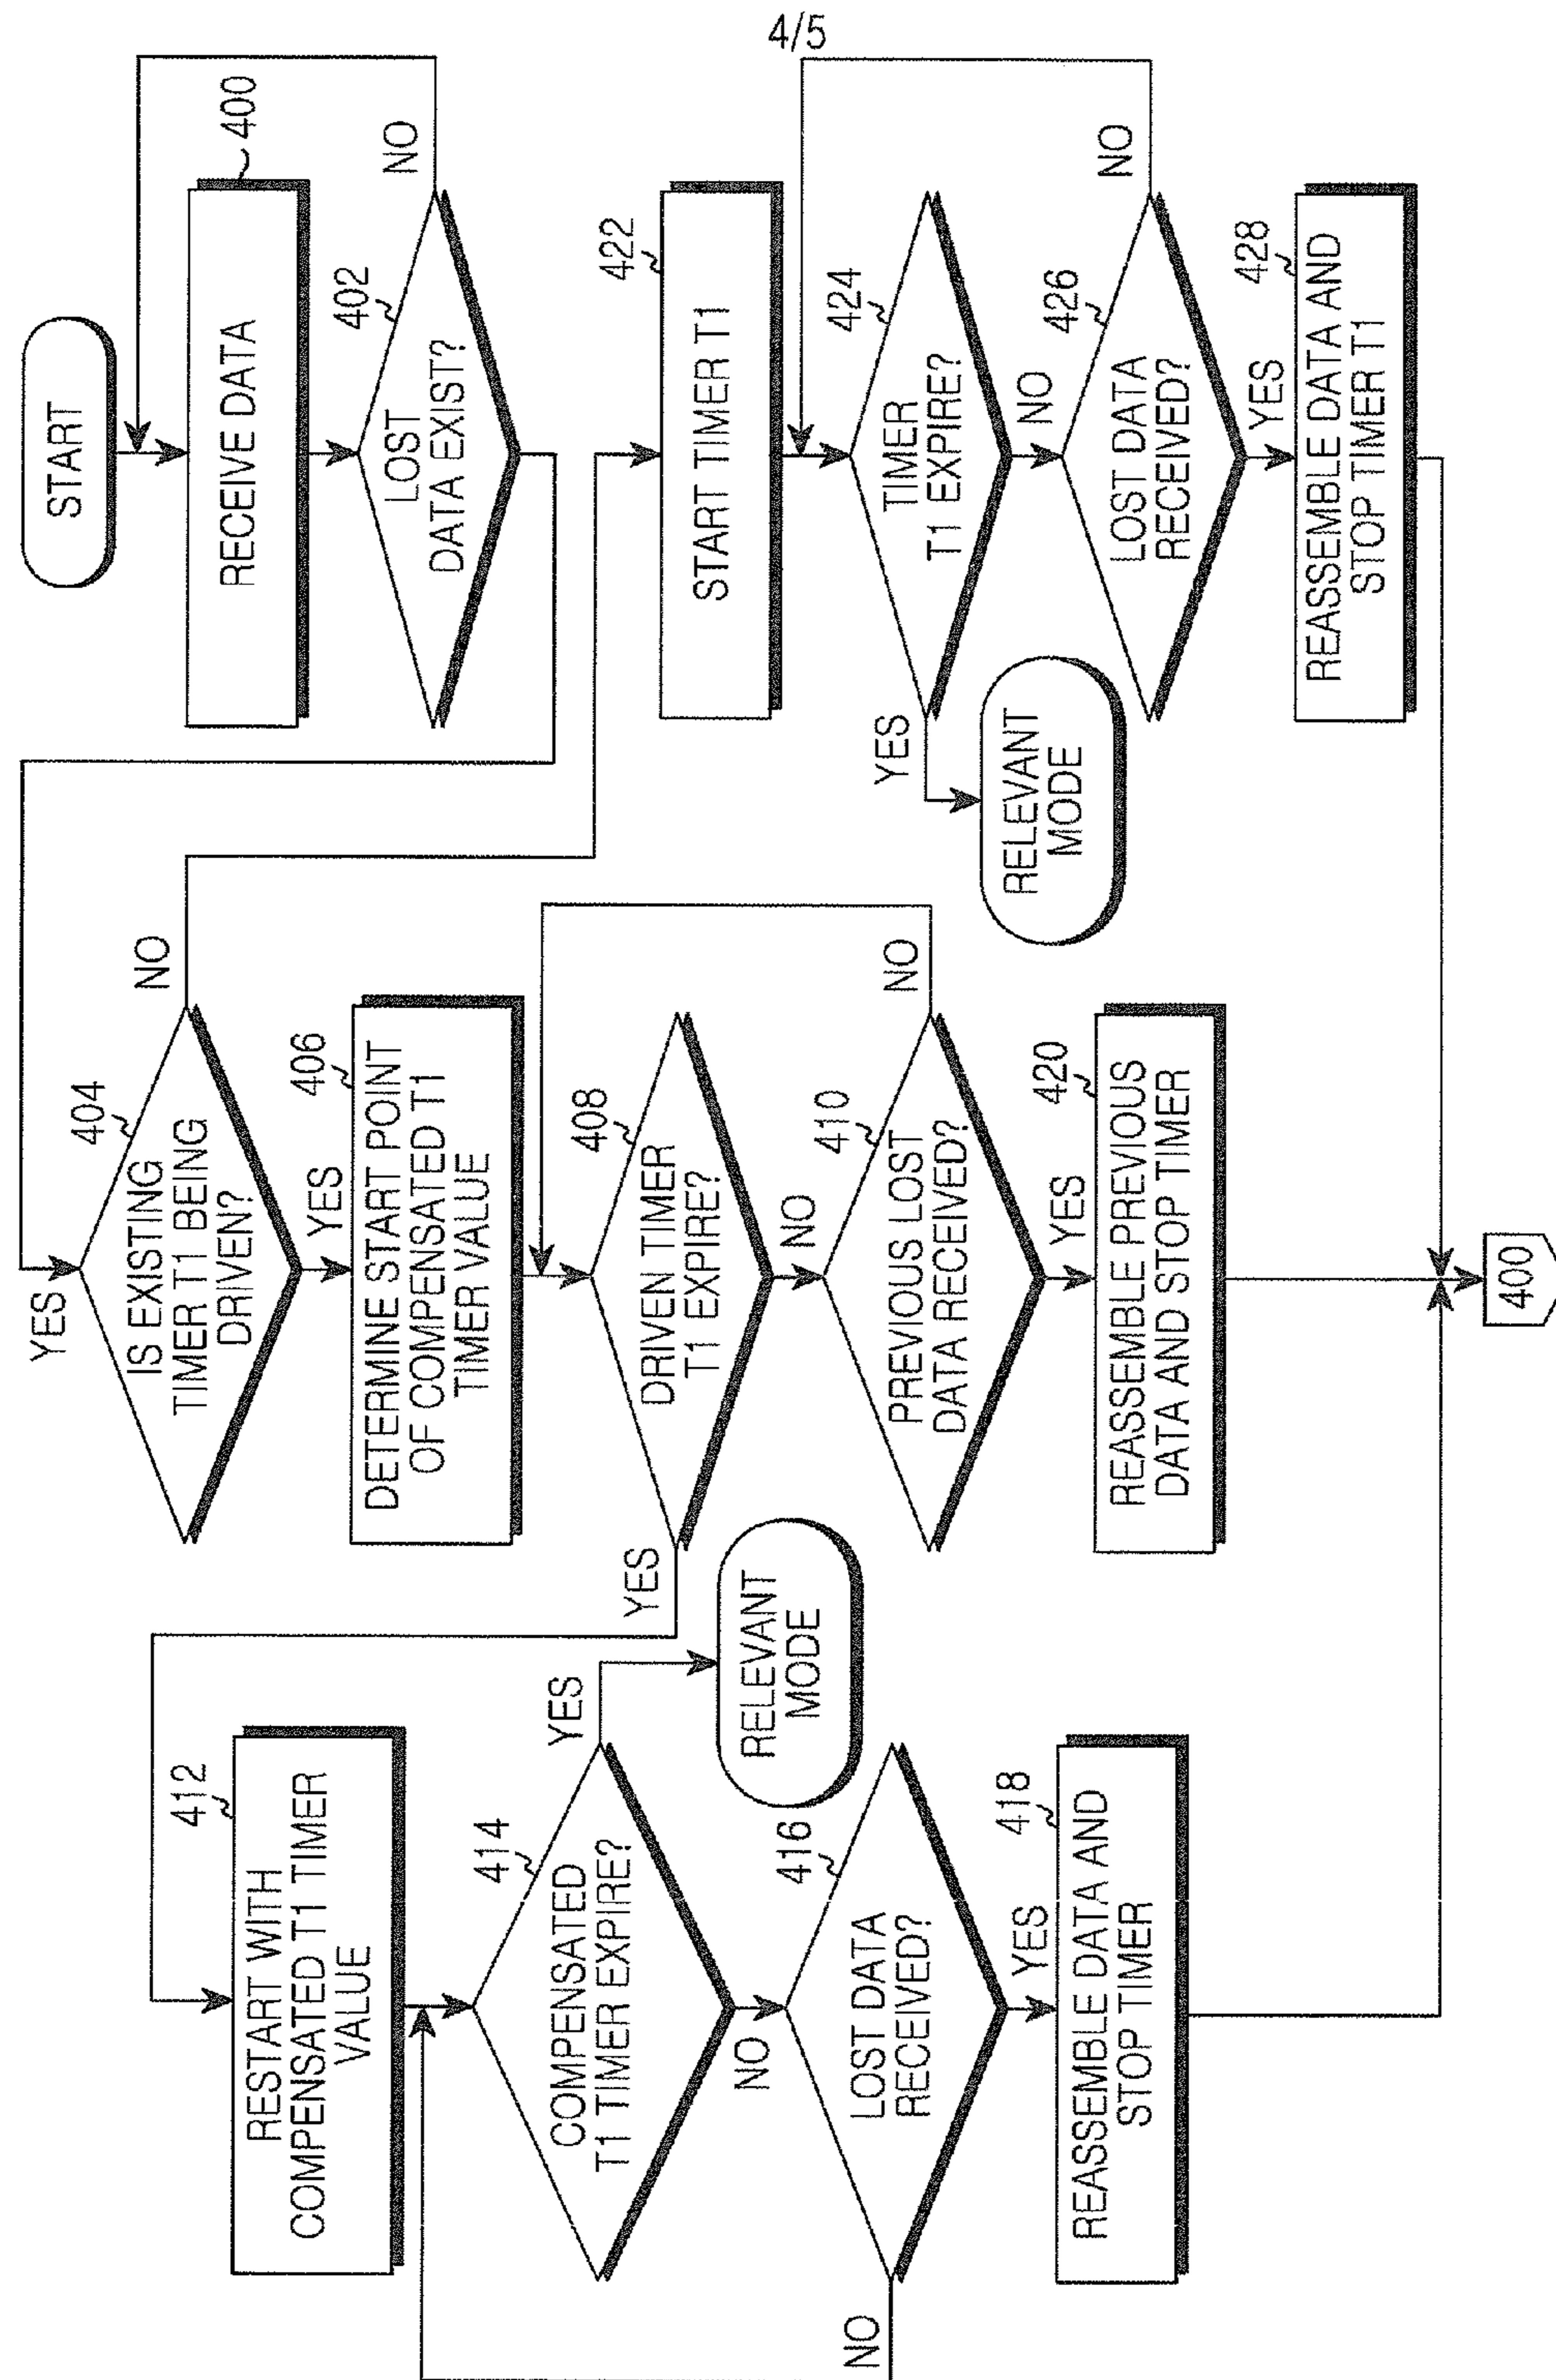 4/5
START
RECEIVE DATA
400
LOST
DATA EXIST?
402
NO
YES
IS EXISTING
TIMER T1 BEING
DRIVEN?
404
NO
YES
DETERMINE START POINT
OF COMPENSATED T1
TIMER VALUE
406
DRIVEN TIMER
T1 EXPIRE?
408
YES
NO
PREVIOUS LOST
DATA RECEIVED?
410
NO
YES
REASSEMBLE PREVIOUS
DATA AND STOP TIMER
420
RESTART WITH
COMPENSATED T1 TIMER
VALUE
412
COMPENSATED
T1 TIMER EXPIRE?
414
YES
RELEVANT
MODE
NO
LOST DATA
RECEIVED?
416
NO
YES
REASSEMBLE DATA AND
STOP TIMER
418
START TIMER T1
422
TIMER
T1 EXPIRE?
424
YES
RELEVANT
MODE
NO
LOST DATA
RECEIVED?
426
NO
YES
REASSEMBLE DATA AND
STOP TIMER T1
428
400